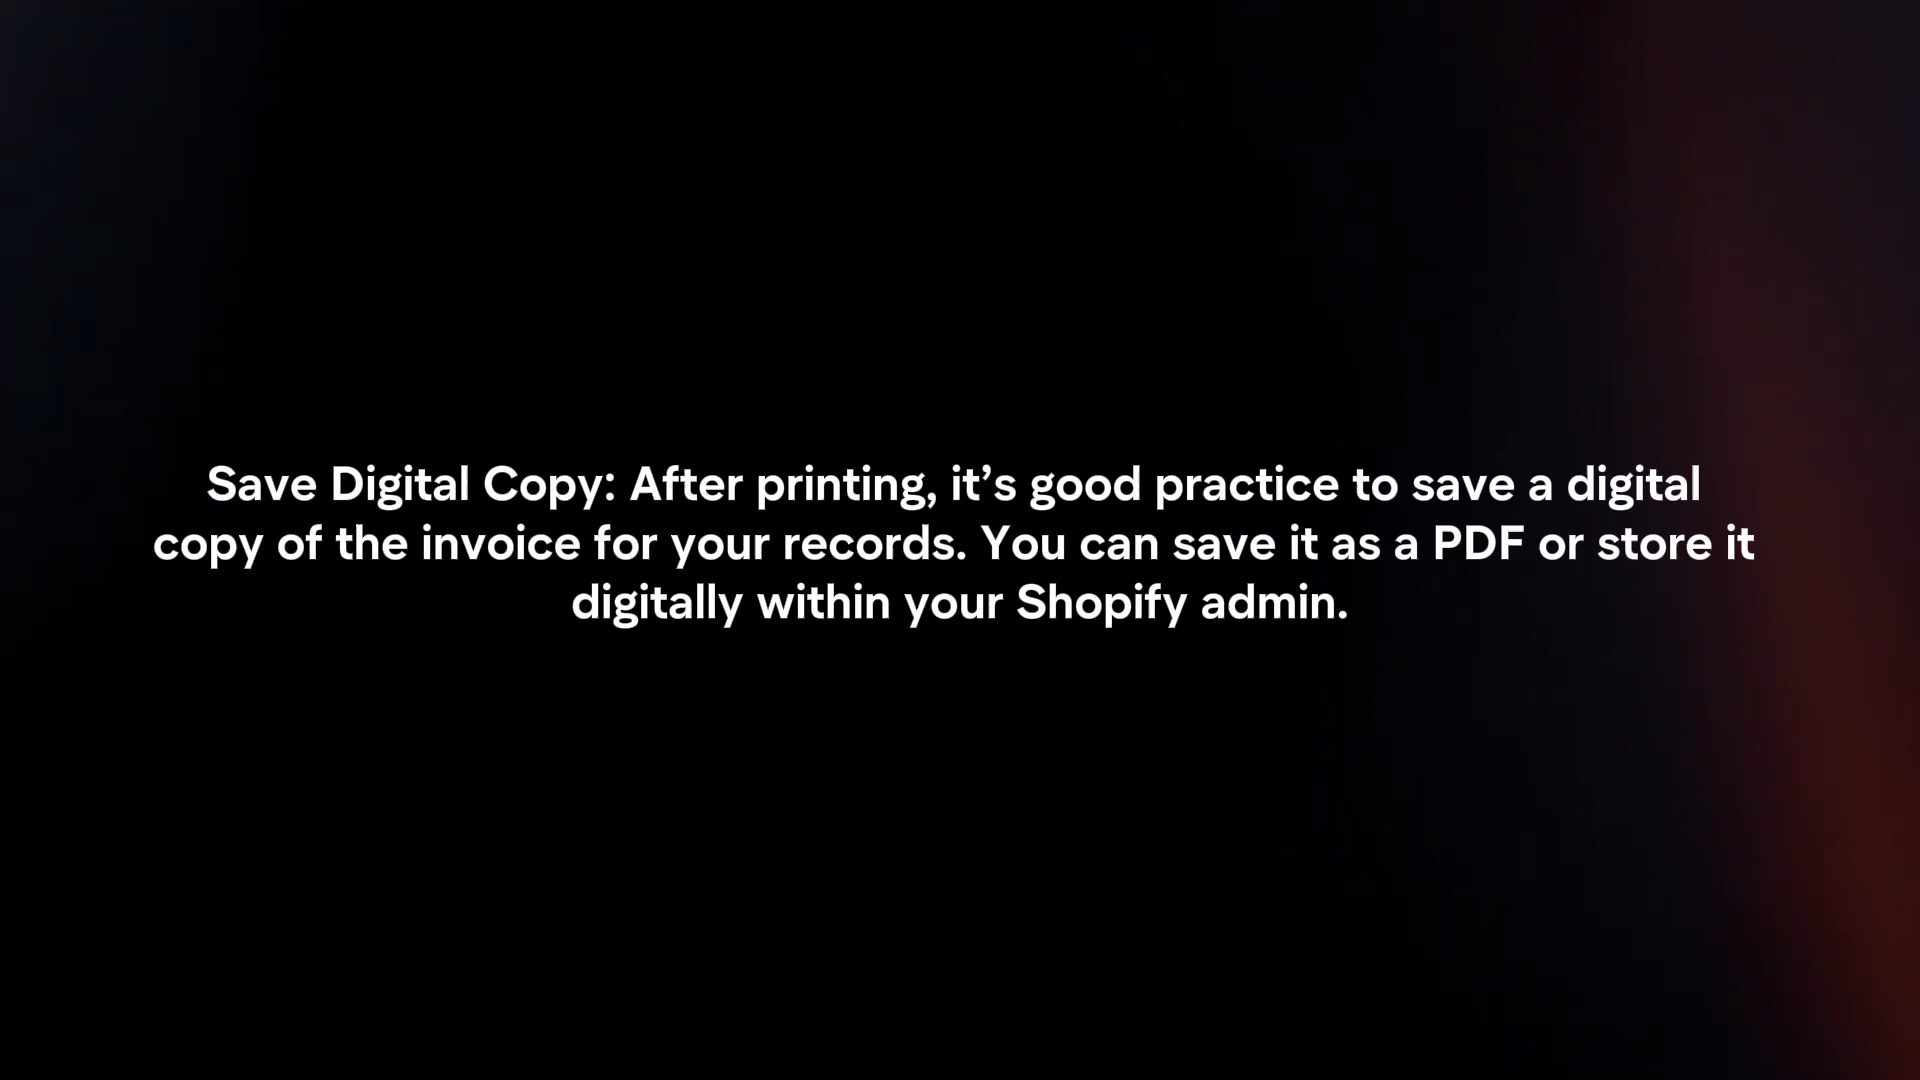 Save Digital Copy: After printing, it’s good practice to save a digital
copy of the invoice for your records. You can save it as a PDF or store it
digitally within your Shopify admin.